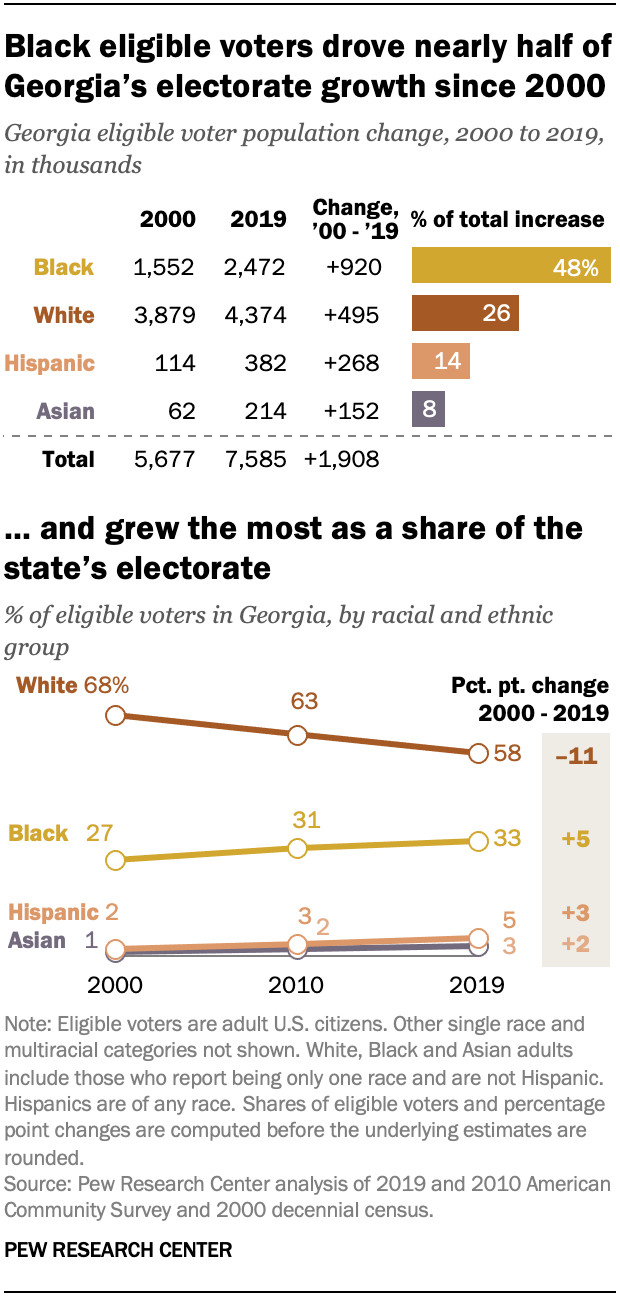 Black eligible voters drove nearly half of
Georgia’s electorate growth since 2000
Georgia eligible voter population change, 2000 to 2019,
in thousands
2000 2019 Change, ’00 - ’19 % of total increase
Black 1,552 2,472 +920 48%
White 3,879 4,374 +495 26
Hispanic 114 382 +268 14
Asian 62 214 +152 8
Total 5,677 7,585 +1,908
... and grew the most as a share of the
state’s electorate
% of eligible voters in Georgia, by racial and ethnic
group
Pct. pt. change
2000 - 2019
White 68% 63 58 –11
Black 27 31 33 +5
Hispanic 2 3 5 +3
Asian 1 2 3 +2
2000 2010 2019
Note: Eligible voters are adult U.S. citizens. Other single race and
multiracial categories not shown. White, Black and Asian adults
include those who report being only one race and are not Hispanic.
Hispanics are of any race. Shares of eligible voters and percentage
point changes are computed before the underlying estimates are
rounded.
Source: Pew Research Center analysis of 2019 and 2010 American
Community Survey and 2000 decennial census.
PEW RESEARCH CENTER